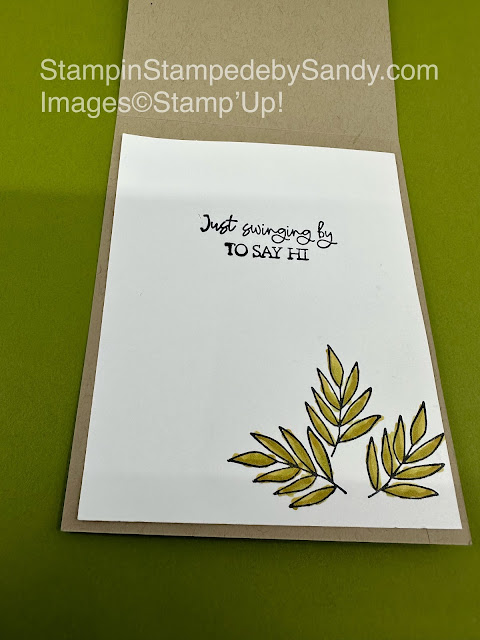 StampinStampedebySandy.com
Images©Stamp'Up!
Just swinging by
TO SAY HI